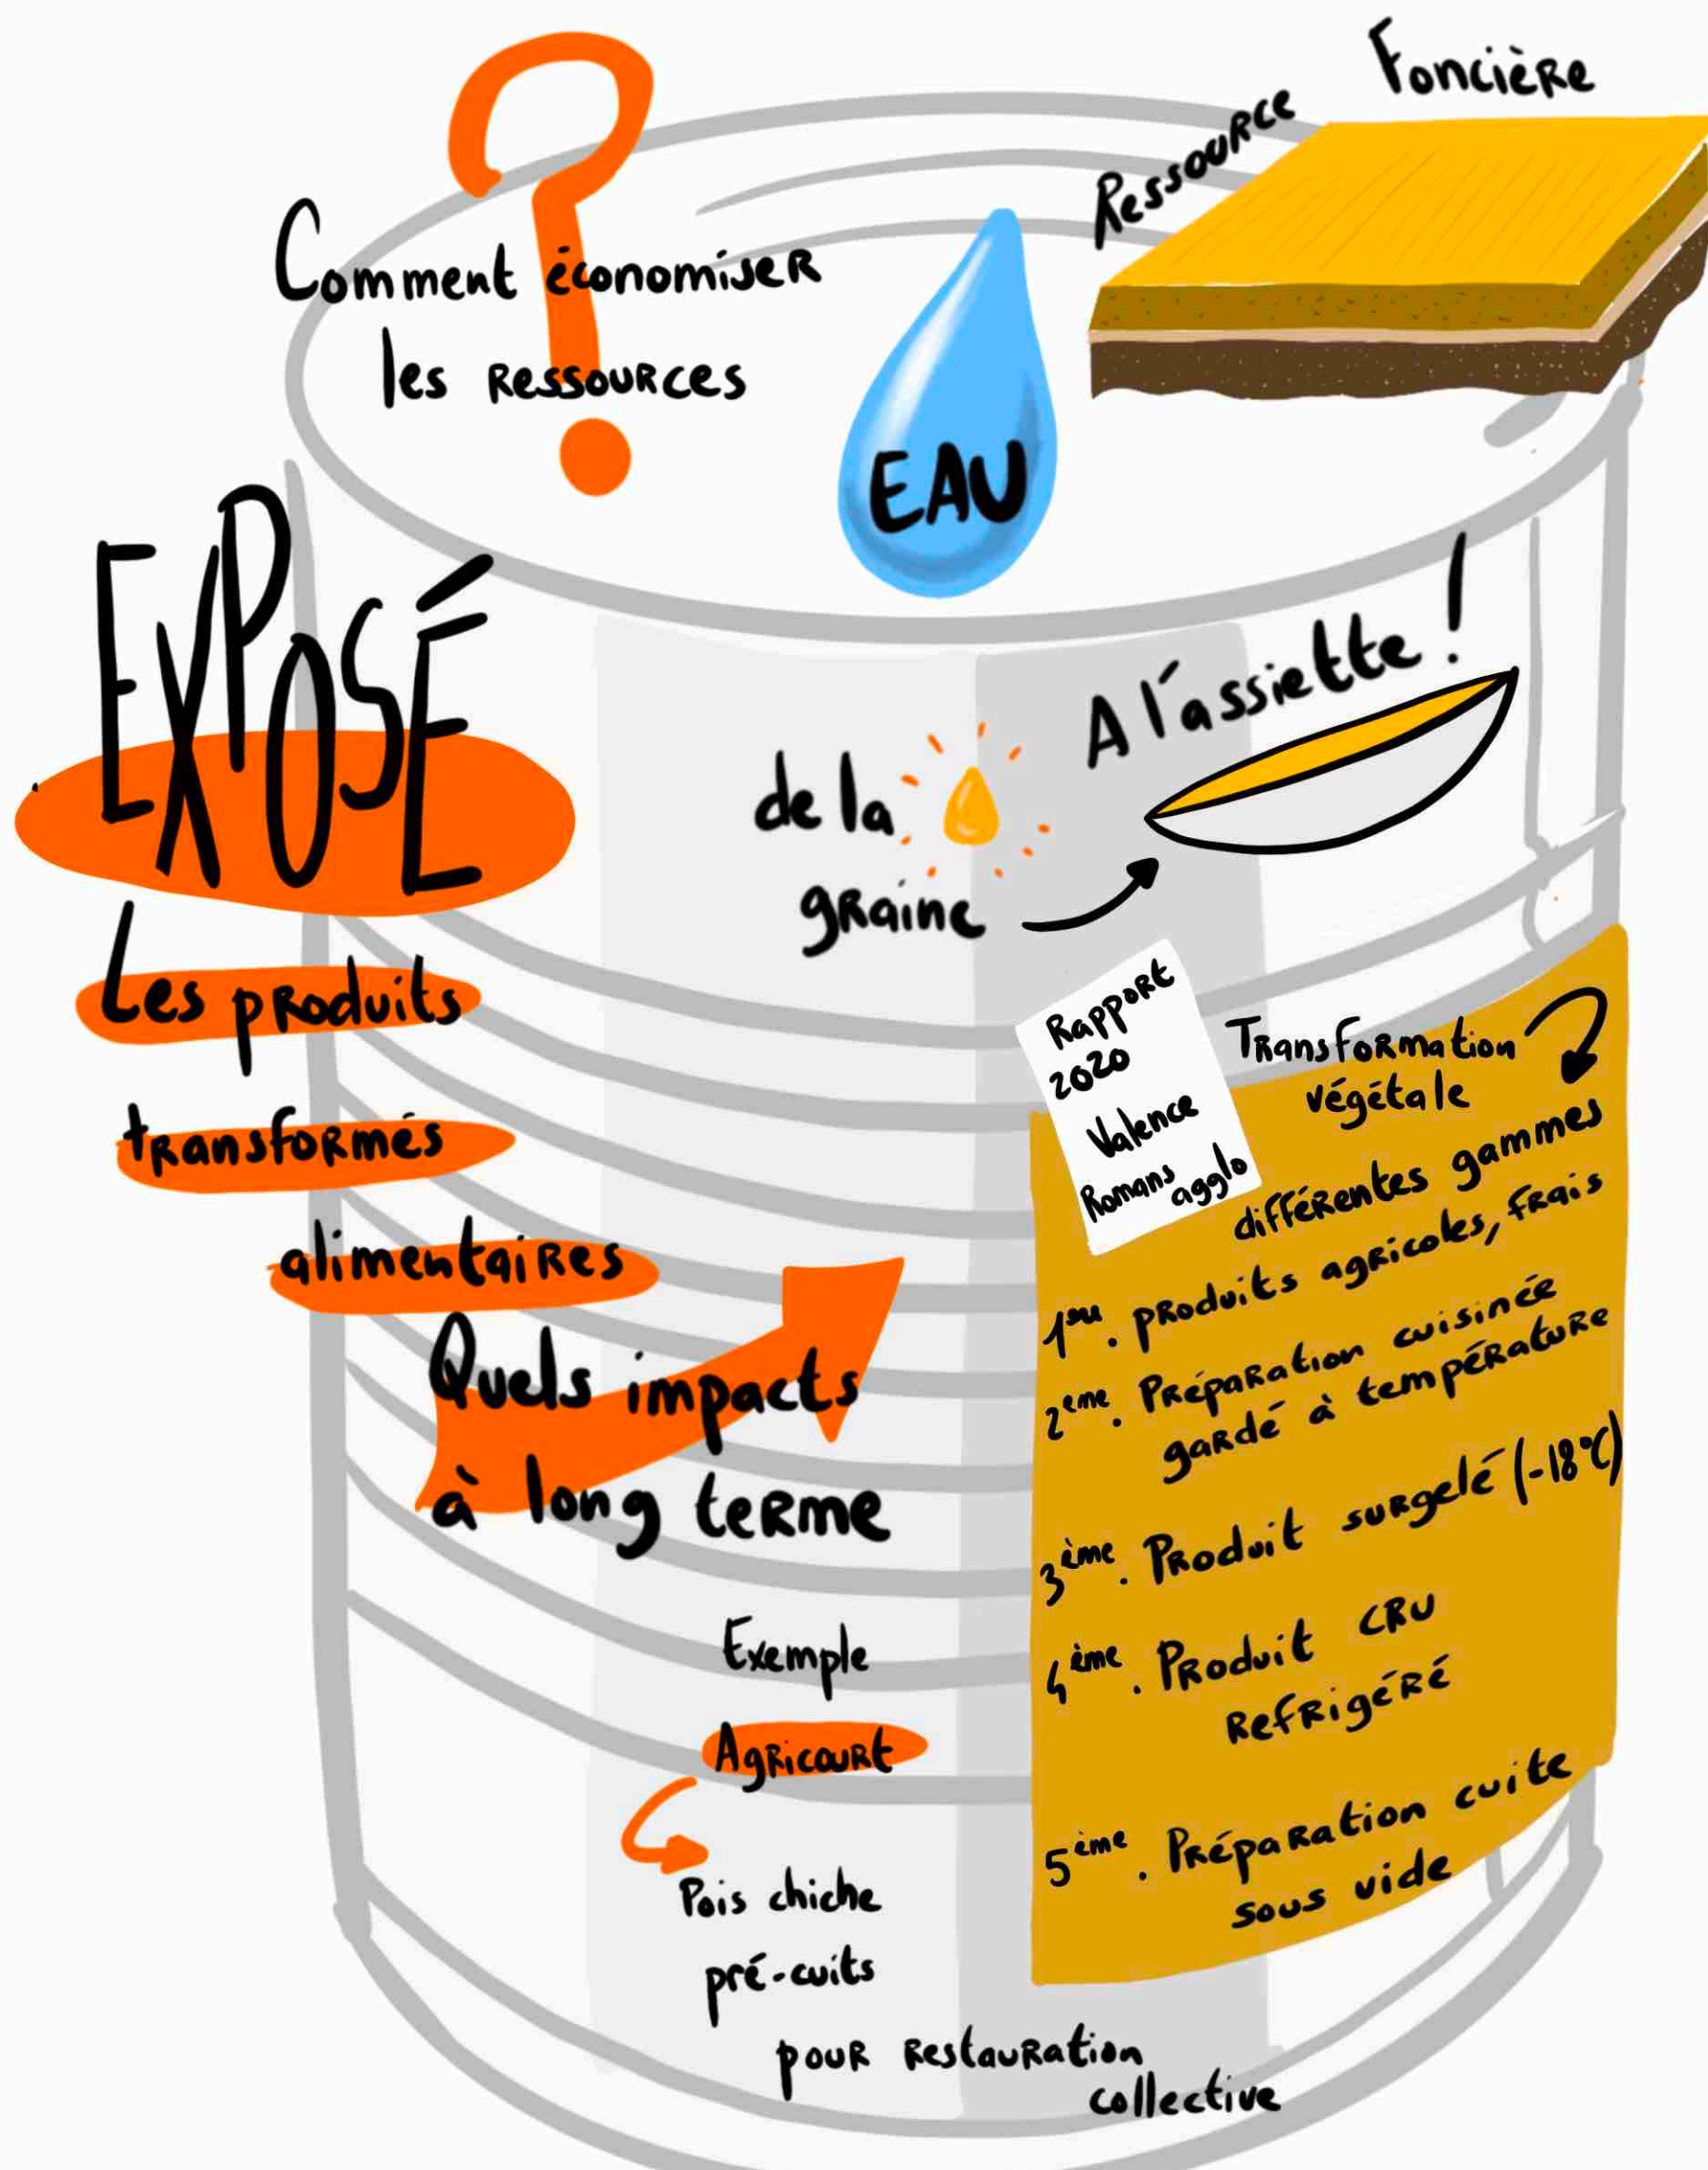 Comment économiser
les ressources
?
Ressource Foncière
EAU
EXPOSÉ
Les produits
transformés
alimentaires
Quels impacts
à long terme
de la
graine
A l'assiette !
Rapport
2020
Valence
Romans
agglo
Transformation
végétale
différentes gammes
1ère. produits agricoles, frais
2ème. Préparation cuisinée
gardé à température
3ème. Produit surgelé (-18°C)
4ème. Produit CRU
Refrigéré
5ème. Préparation cuite
sous vide
Exemple
Agricourt
Pois chiche
pré-cuits
pour restauration
collective